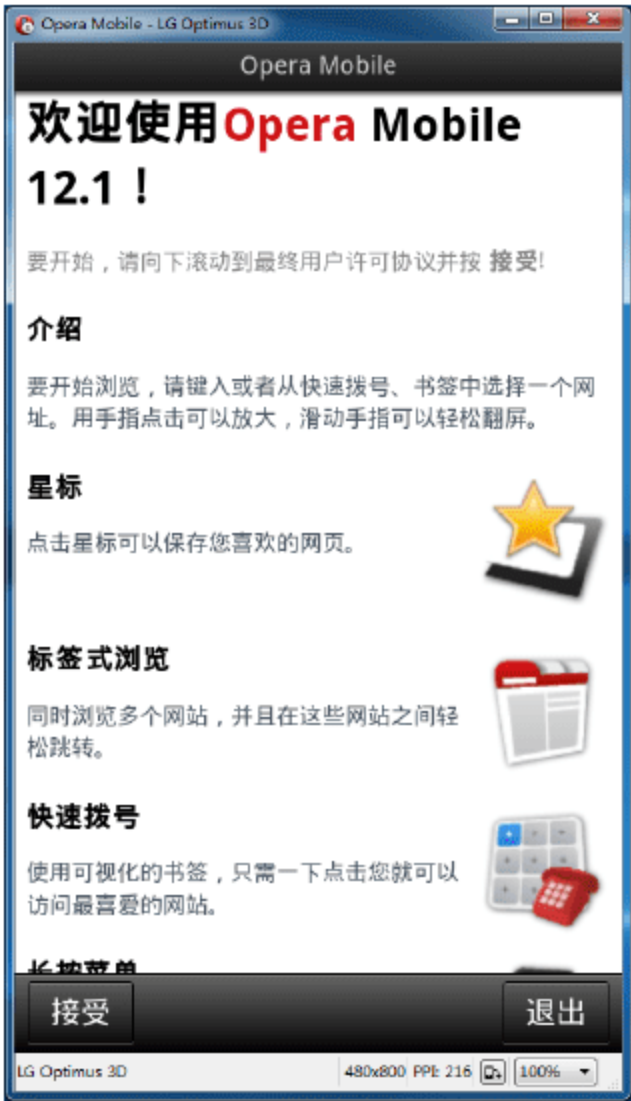 Opera Mobile - LG Optimus 3D
Opera Mobile
欢迎使用Opera Mobile
12.1！
要开始，请向下滚动到最终用户许可协议并按 接受!
介绍
要开始浏览，请键入或者从快速拨号、书签中选择一个网
址。用手指点击可以放大，滑动手指可以轻松翻屏。
星标
点击星标可以保存您喜欢的网页。
标签式浏览
同时浏览多个网站，并且在这些网站之间轻
松跳转。
快速拨号
使用可视化的书签，只需一下点击您就可以
访问最喜爱的网站。
长按菜单
接受
退出
LG Optimus 3D
480x800 PPI: 216
100%